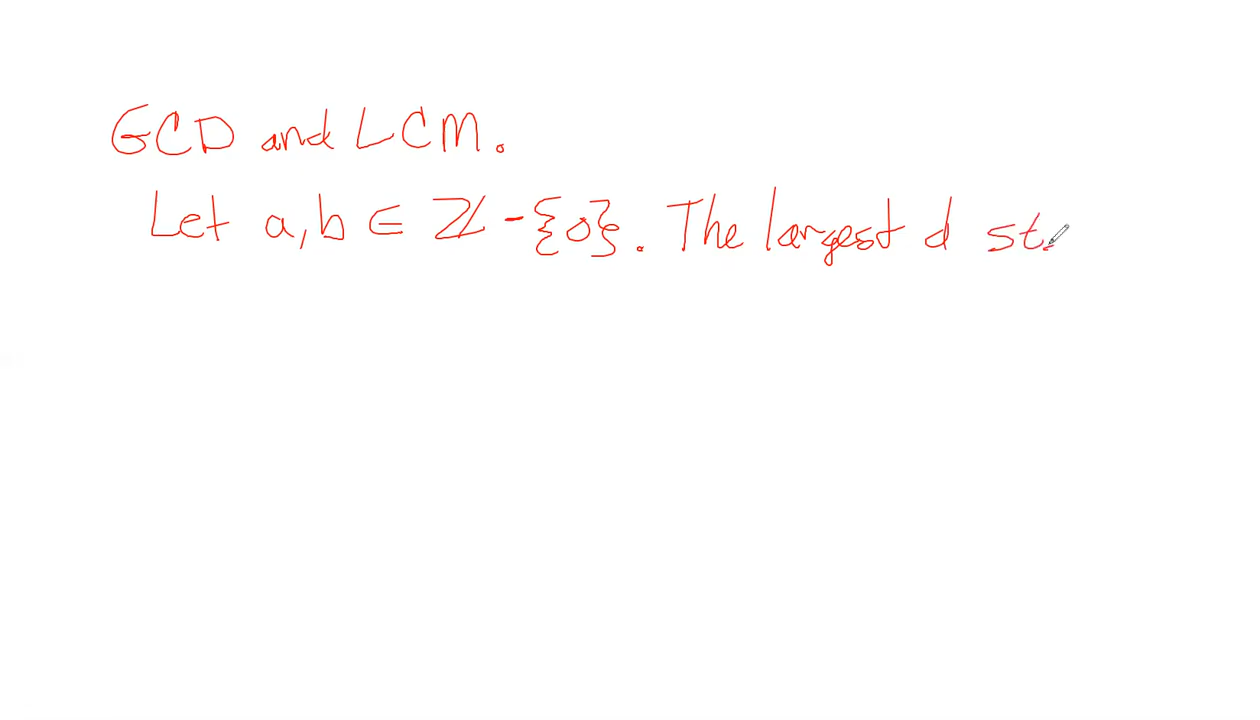 GCD and LCM.
Let a, b ∈ ℤ - {0}. The largest d st.